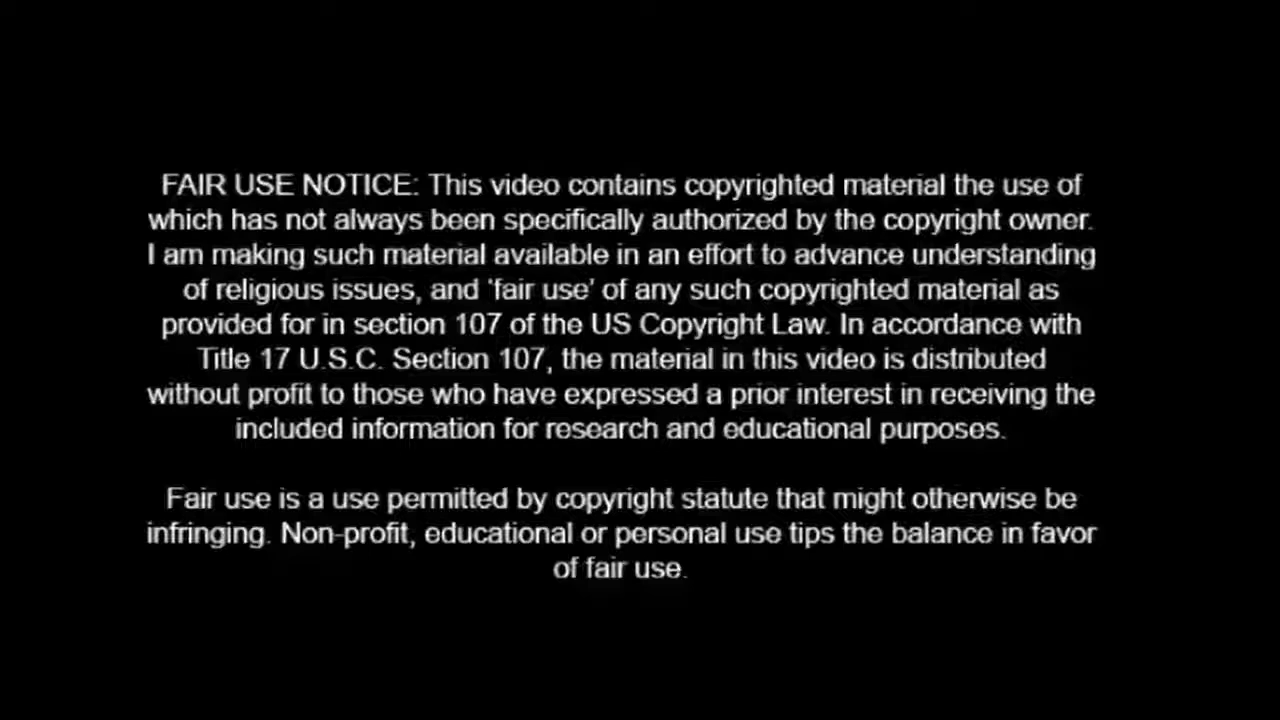 FAIR USE NOTICE: This video contains copyrighted material the use of
which has not always been specifically authorized by the copyright owner.
I am making such material available in an effort to advance understanding
of religious issues, and ‘fair use’ of any such copyrighted material as
provided for in section 107 of the US Copyright Law. In accordance with
Title 17 U.S.C. Section 107, the material in this video is distributed
without profit to those who have expressed a prior interest in receiving the
included information for research and educational purposes.
Fair use is a use permitted by copyright statute that might otherwise be
infringing. Non-profit, educational or personal use tips the balance in favor
of fair use.